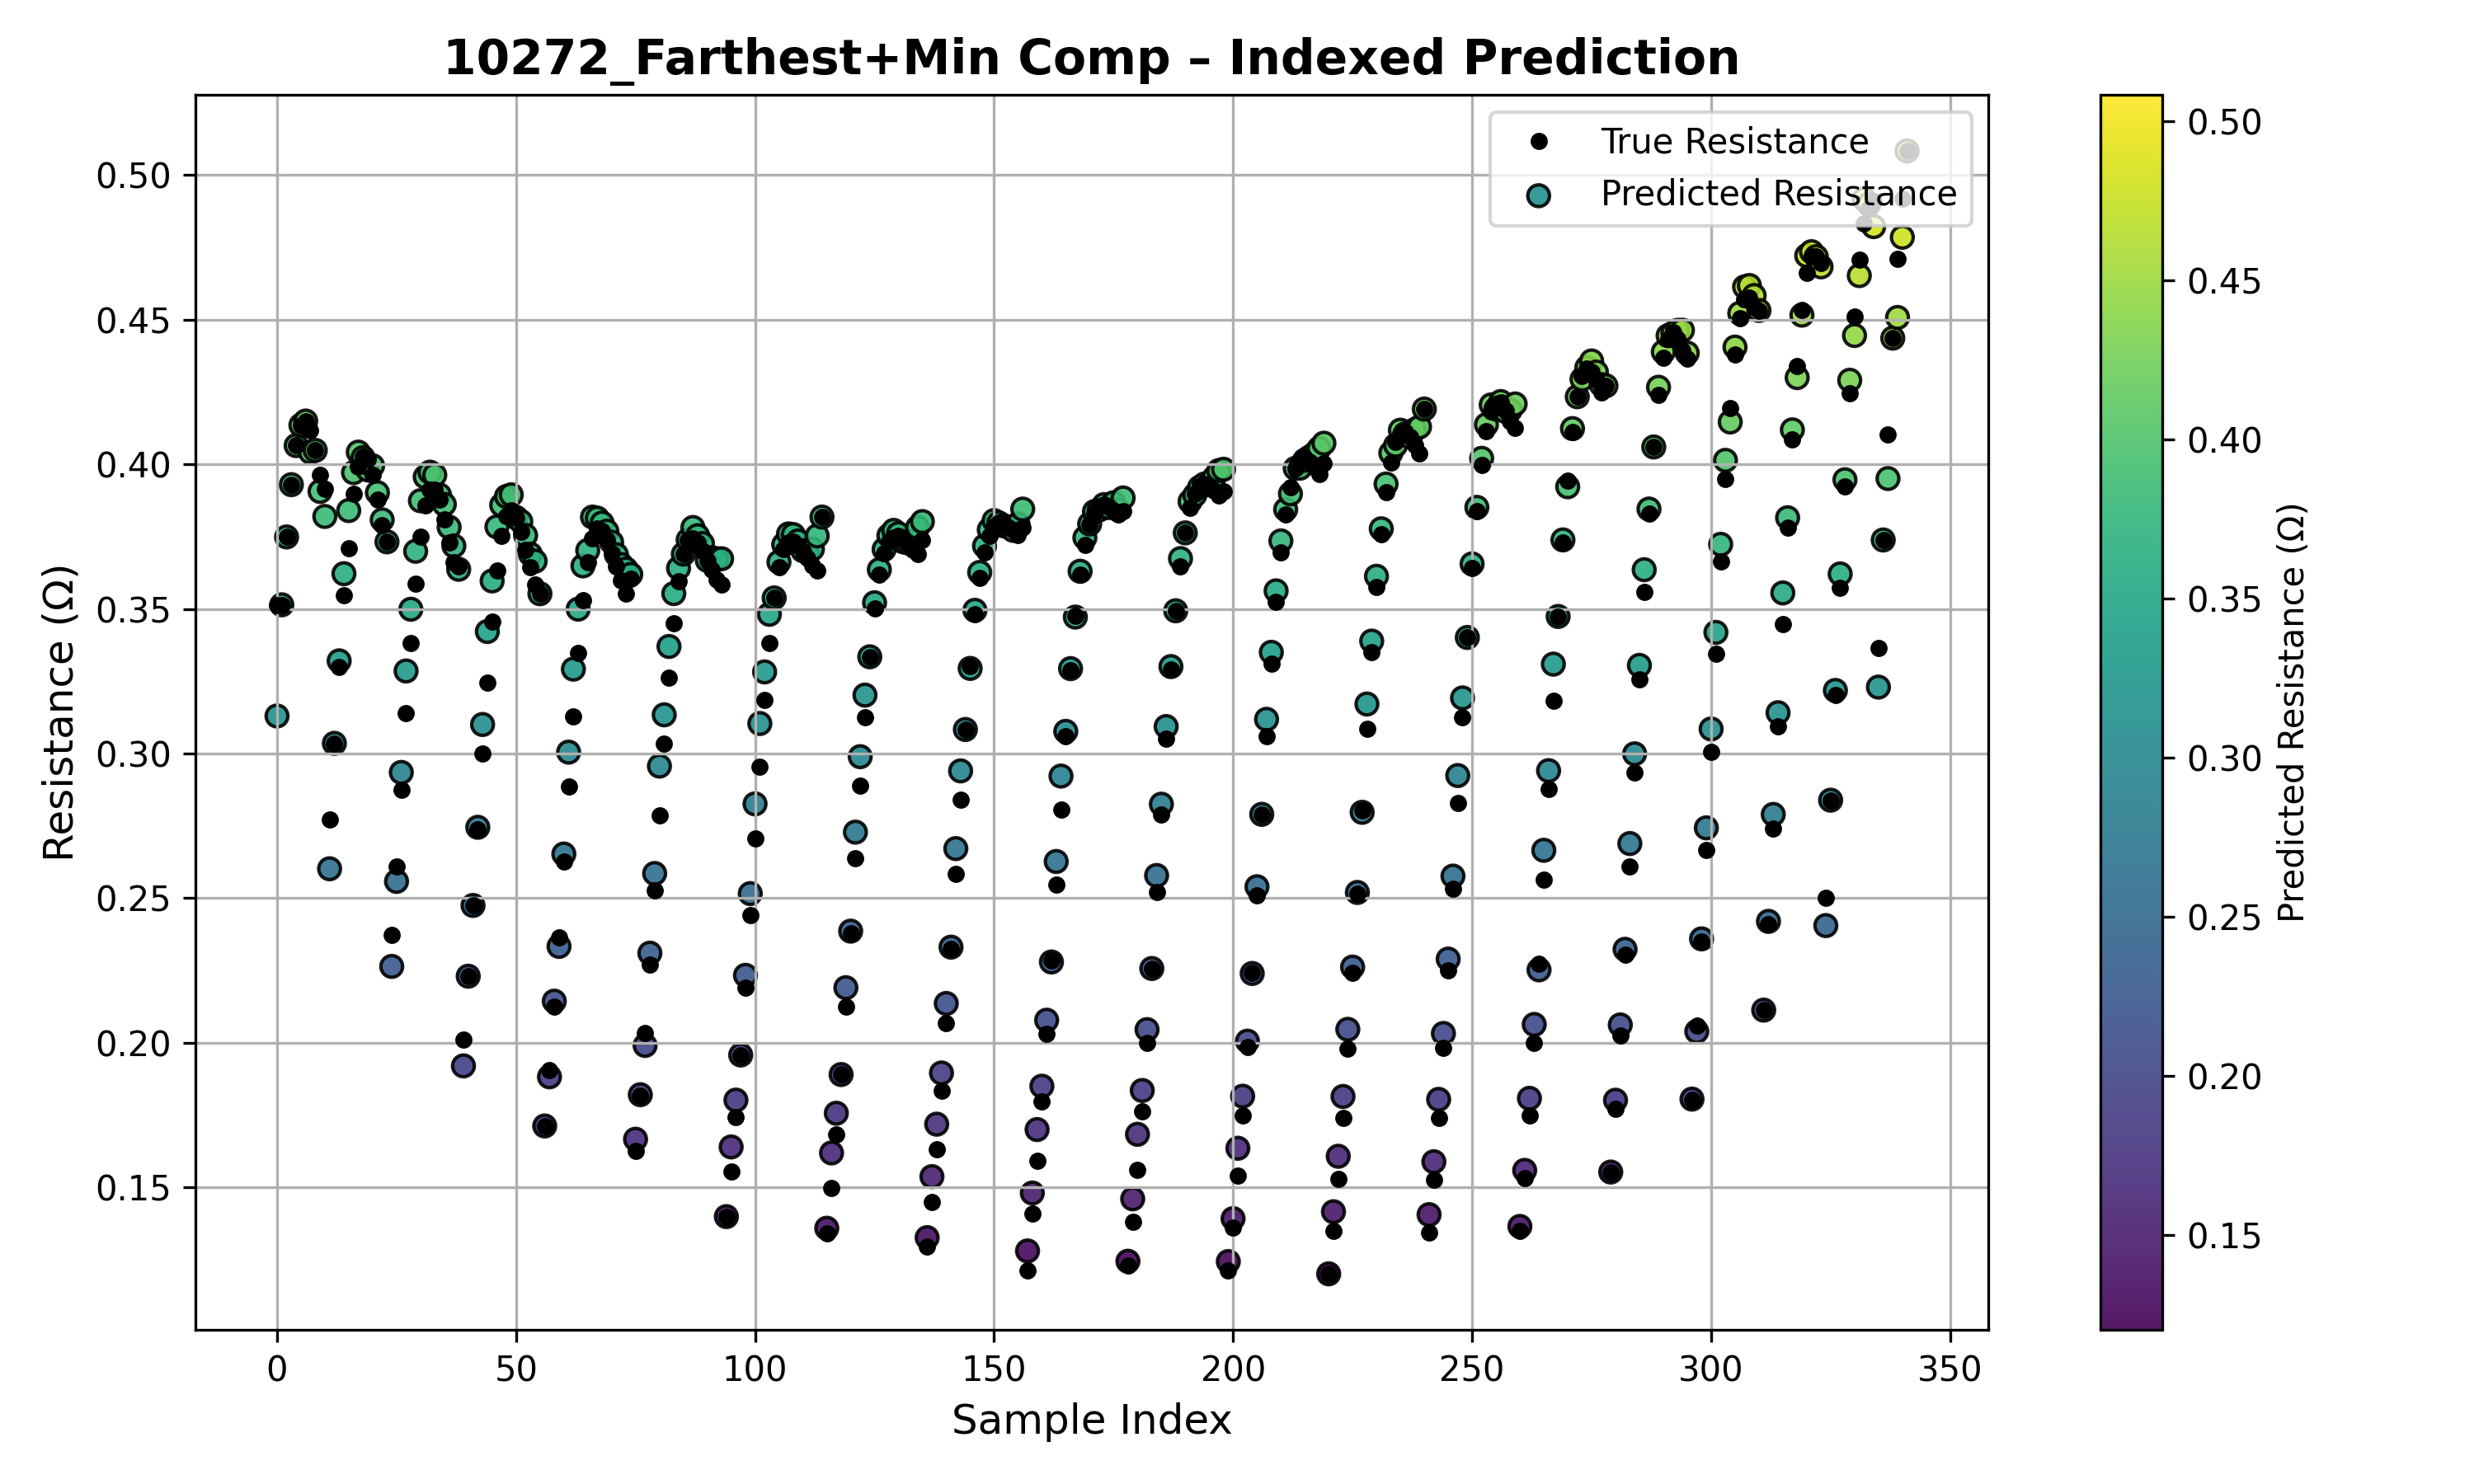 10272_Farthest+Min Comp – Indexed Prediction
True Resistance
Predicted Resistance
Resistance (Ω)
0.50
0.45
0.40
0.35
0.30
0.25
0.20
0.15
0 50 100 150 200 250 300 350
Sample Index
0.50
0.45
0.40
0.35
0.30
0.25
0.20
0.15
Predicted Resistance (Ω)